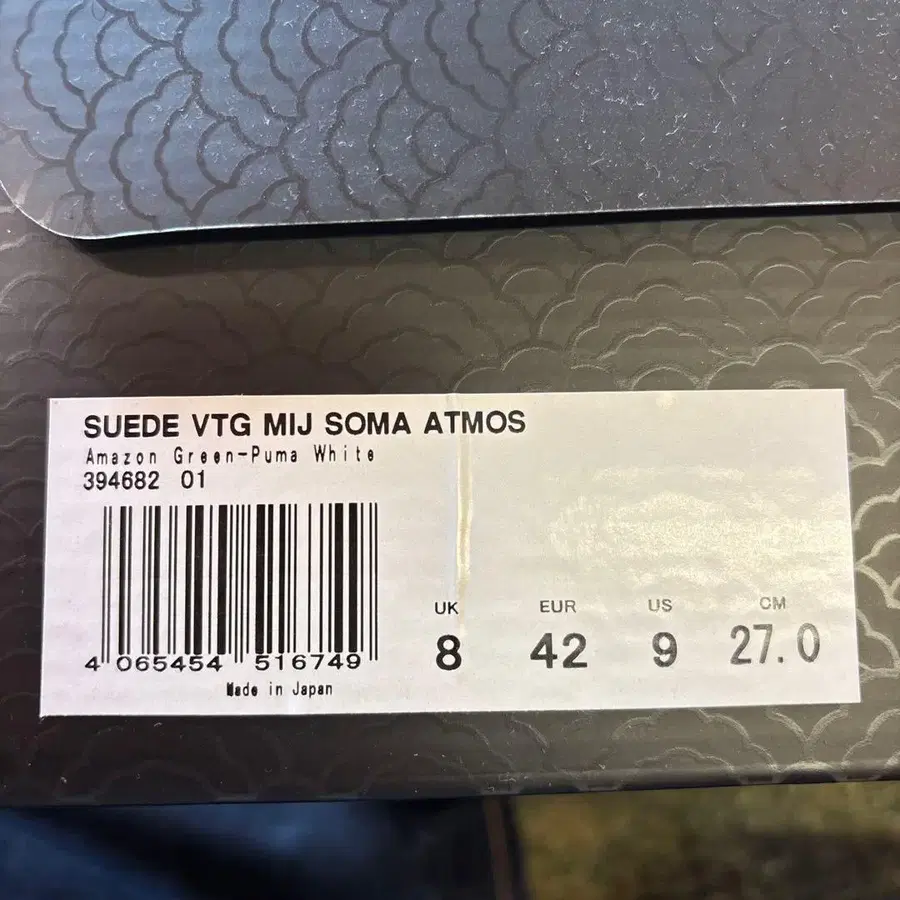 SUEDE VTG MIJ SOMA ATMOS
Amazon Green-Puma White
394682 01
4 065454 516749
Made in Japan
UK EUR US CM
8 42 9 27.0